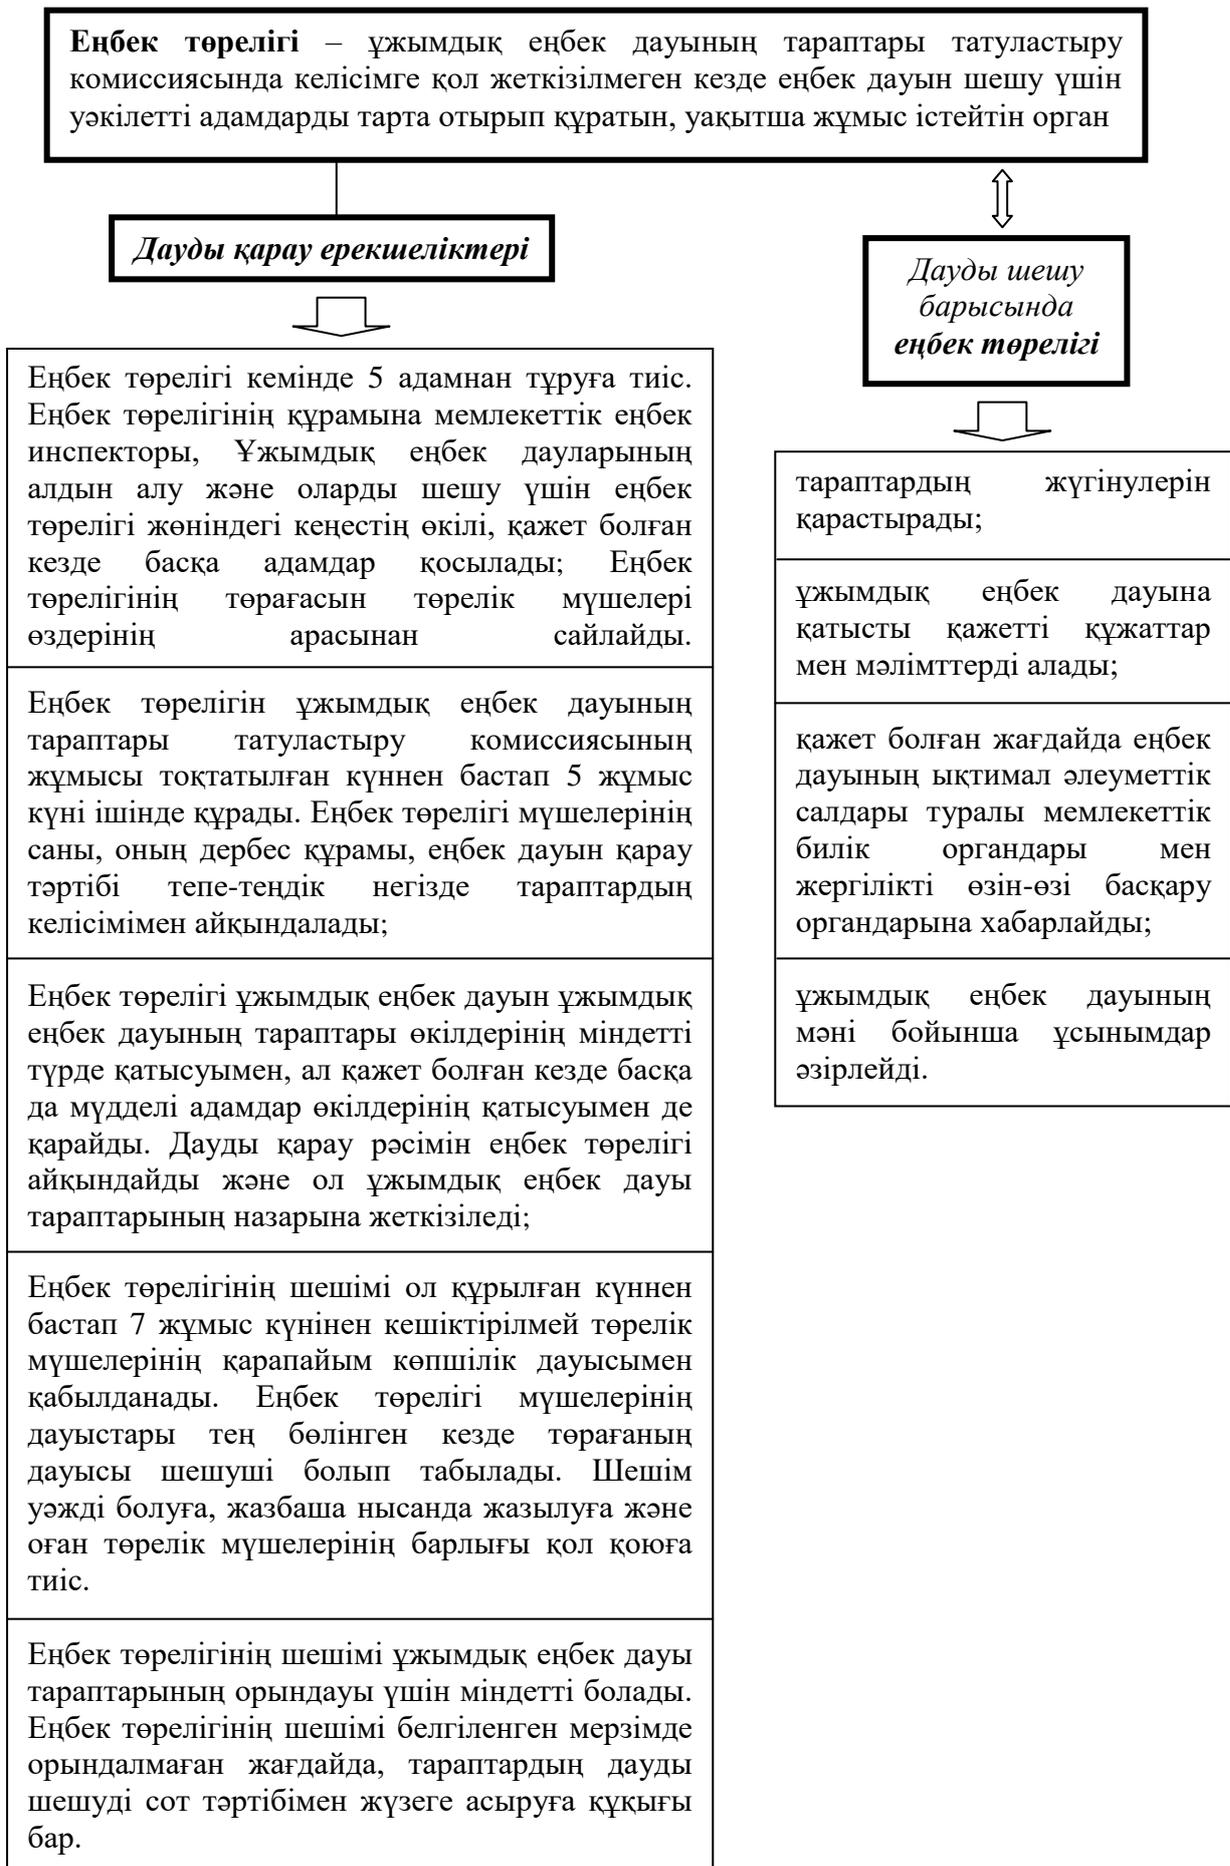 Еңбек төрелігі – ұжымдық еңбек дауының тараптары татуластыру
комиссиясында келісімге қол жеткізілмеген кезде еңбек дауын шешу үшін
уәкілетті адамдарды тарта отырып құратын, уақытша жұмыс істейтін орган
Дауды қарау ерекшеліктері
Еңбек төрелігі кемінде 5 адамнан тұруға тиіс.
Еңбек төрелігінің құрамына мемлекеттік еңбек
инспекторы, Ұжымдық еңбек дауларының
алдын алу және оларды шешу үшін еңбек
төрелігі жөніндегі кеңестің өкілі, қажет болған
кезде басқа адамдар қосылады; Еңбек
төрелігінің төрағасын төрелік мүшелері
өздерінің арасынан сайлайды.
Еңбек төрелігін ұжымдық еңбек дауының
тараптары татуластыру комиссиясының
жұмысы тоқтатылған күннен бастап 5 жұмыс
күні ішінде құрады. Еңбек төрелігі мүшелерінің
саны, оның дербес құрамы, еңбек дауын қарау
тәртібі тепе-теңдік негізде тараптардың
келісімімен айқындалады;
Еңбек төрелігі ұжымдық еңбек дауын ұжымдық
еңбек дауының тараптары өкілдерінің міндетті
түрде қатысуымен, ал қажет болған кезде басқа
да мүдделі адамдар өкілдерінің қатысуымен де
қарайды. Дауды қарау рәсімін еңбек төрелігі
айқындайды және ол ұжымдық еңбек дауы
тараптарының назарына жеткізіледі;
Еңбек төрелігінің шешімі ол құрылған күннен
бастап 7 жұмыс күнінен кешіктірілмей төрелік
мүшелерінің қарапайым көпшілік дауысымен
қабылданады. Еңбек төрелігі мүшелерінің
дауыстары тең бөлінген кезде төрағаның
дауысы шешуші болып табылады. Шешім
уәжді болуға, жазбаша нысанда жазылуға және
оған төрелік мүшелерінің барлығы қол қоюға
тиіс.
Еңбек төрелігінің шешімі ұжымдық еңбек дауы
тараптарының орындауы үшін міндетті болады.
Еңбек төрелігінің шешімі белгіленген мерзімде
орындалмаған жағдайда, тараптардың дауды
шешуді сот тәртібімен жүзеге асыруға құқығы
бар.
Дауды шешу
барысында
еңбек төрелігі
тараптардың жүгінулерін
қарастырады;
ұжымдық еңбек дауына
қатысты қажетті құжаттар
мен мәлімттерді алады;
қажет болған жағдайда еңбек
дауының ықтимал әлеуметтік
салдары туралы мемлекеттік
билік органдары мен
жергілікті өзін-өзі басқару
органдарына хабарлайды;
ұжымдық еңбек дауының
мәні бойынша ұсынымдар
әзірлейді.